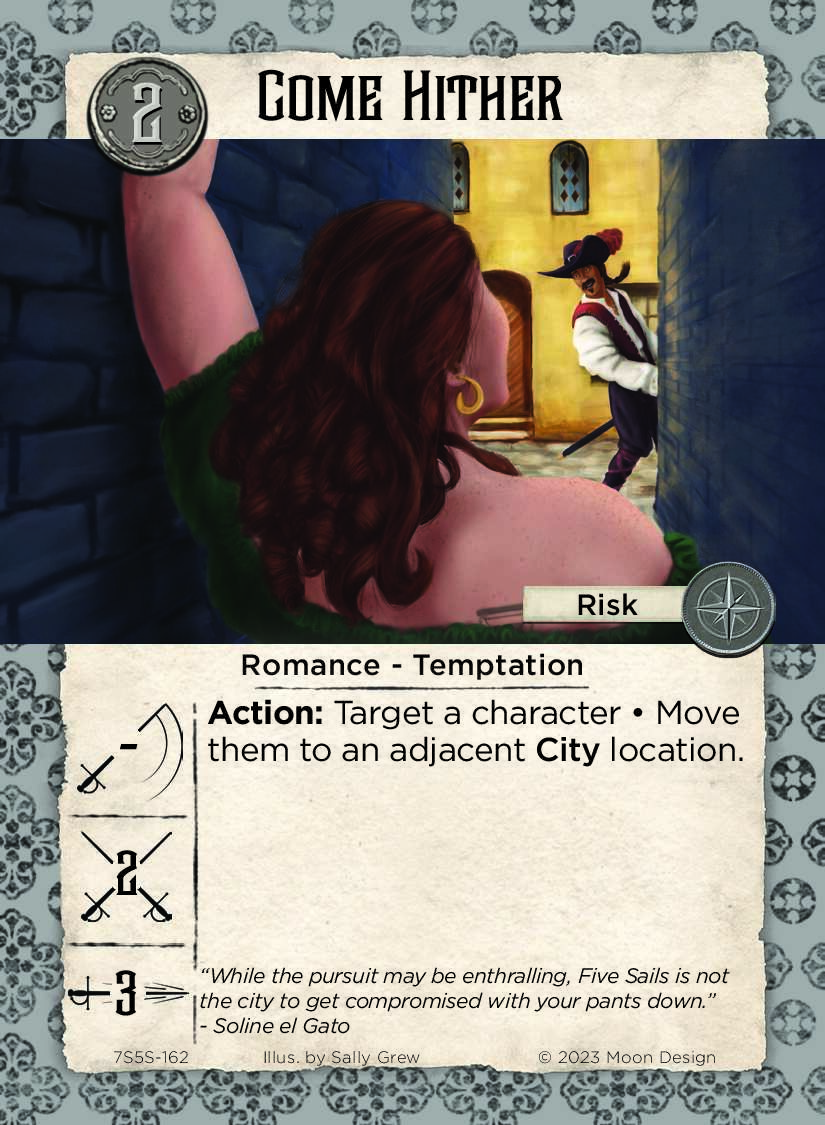 2
Come Hither
Risk
Romance - Temptation
Action: Target a character • Move
them to an adjacent City location.
-
2
3
“While the pursuit may be enthralling, Five Sails is not
the city to get compromised with your pants down.”
- Soline el Gato
7S5S-162 Illus. by Sally Grew © 2023 Moon Design